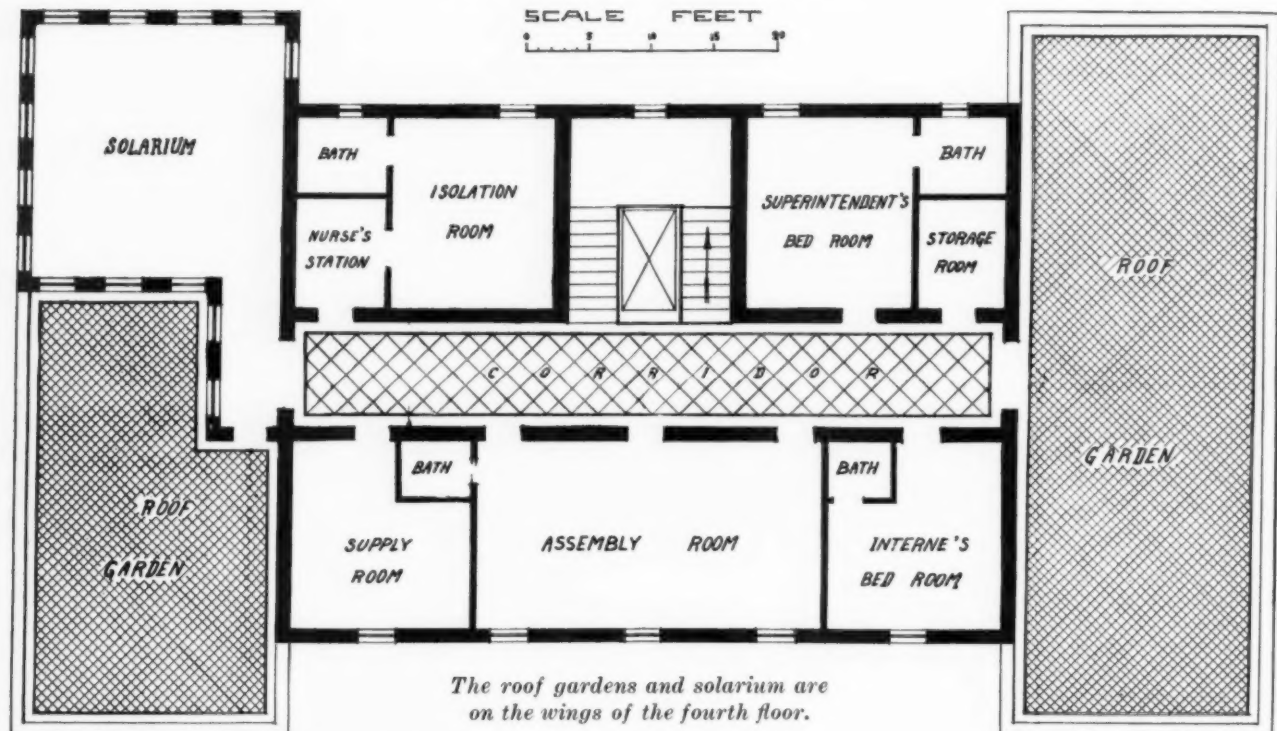 SCALE FEET
0 5 10 15 20
SOLARIUM
BATH
ISOLATION
ROOM
NURSE'S
STATION
SUPERINTENDENT'S
BED ROOM
BATH
STORAGE
ROOM
ROOF
GARDEN
CORRIDOR
ROOF
GARDEN
BATH
SUPPLY
ROOM
ASSEMBLY ROOM
BATH
INTERNE'S
BED ROOM
The roof gardens and solarium are
on the wings of the fourth floor.